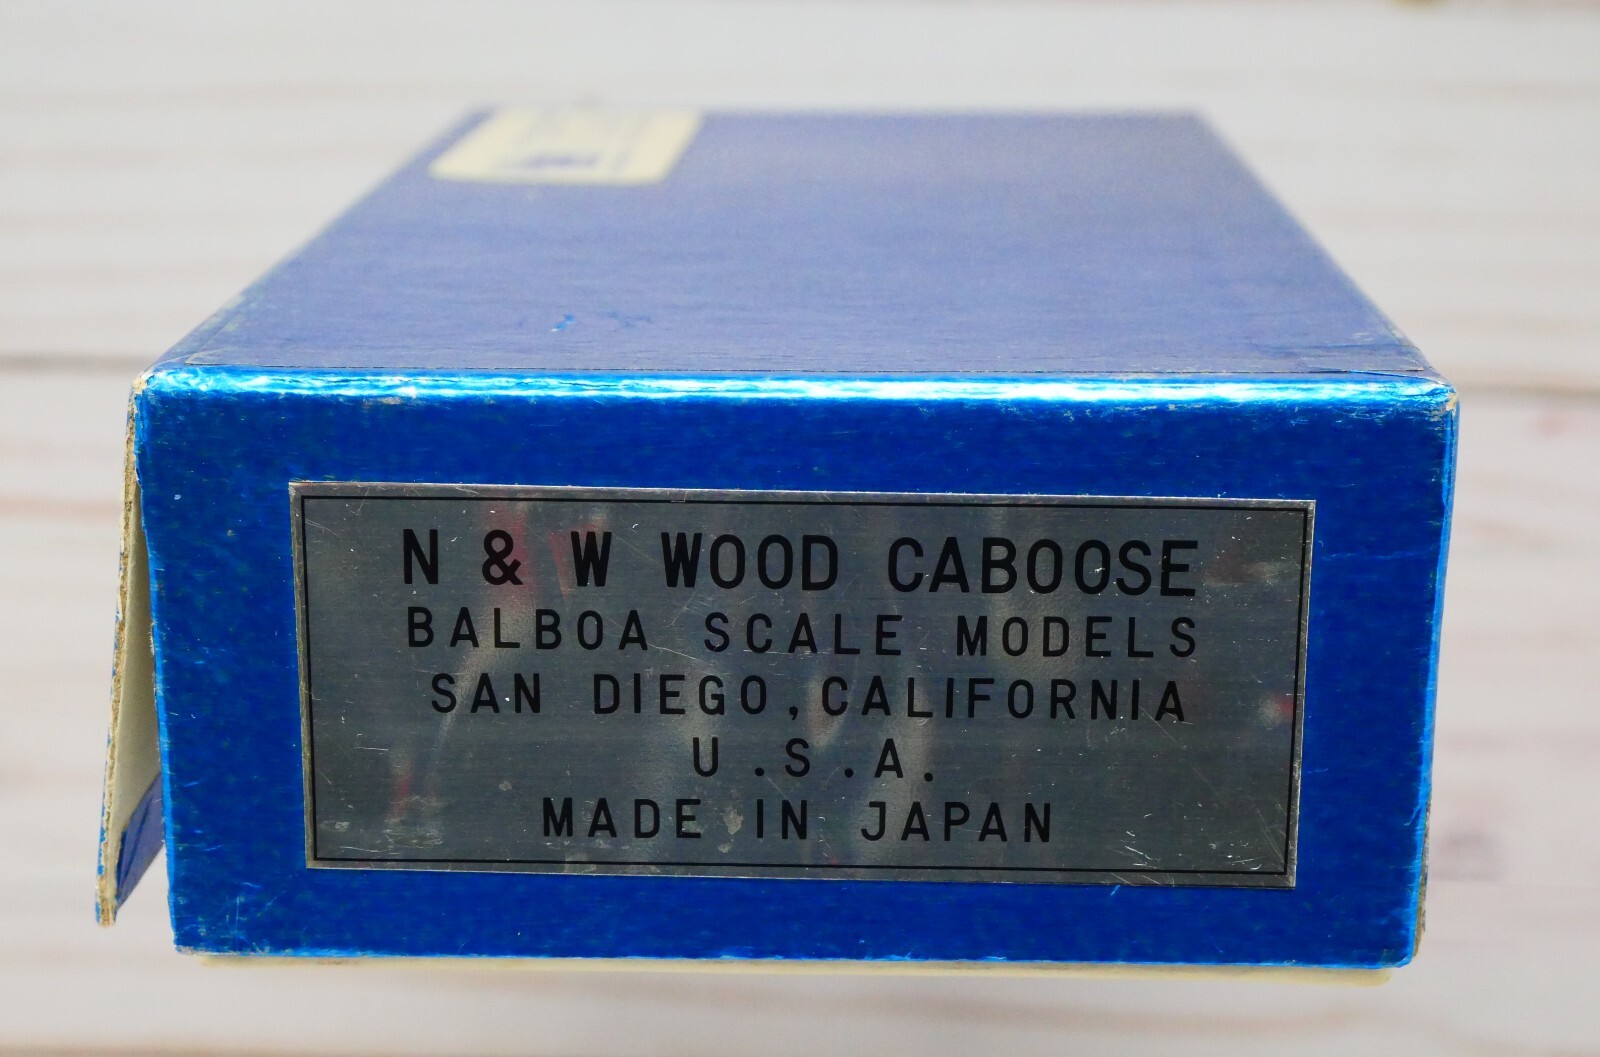 N & W WOOD CABOOSE
BALBOA SCALE MODELS
SAN DIEGO,CALIFORNIA
U.S.A.
MADE IN JAPAN